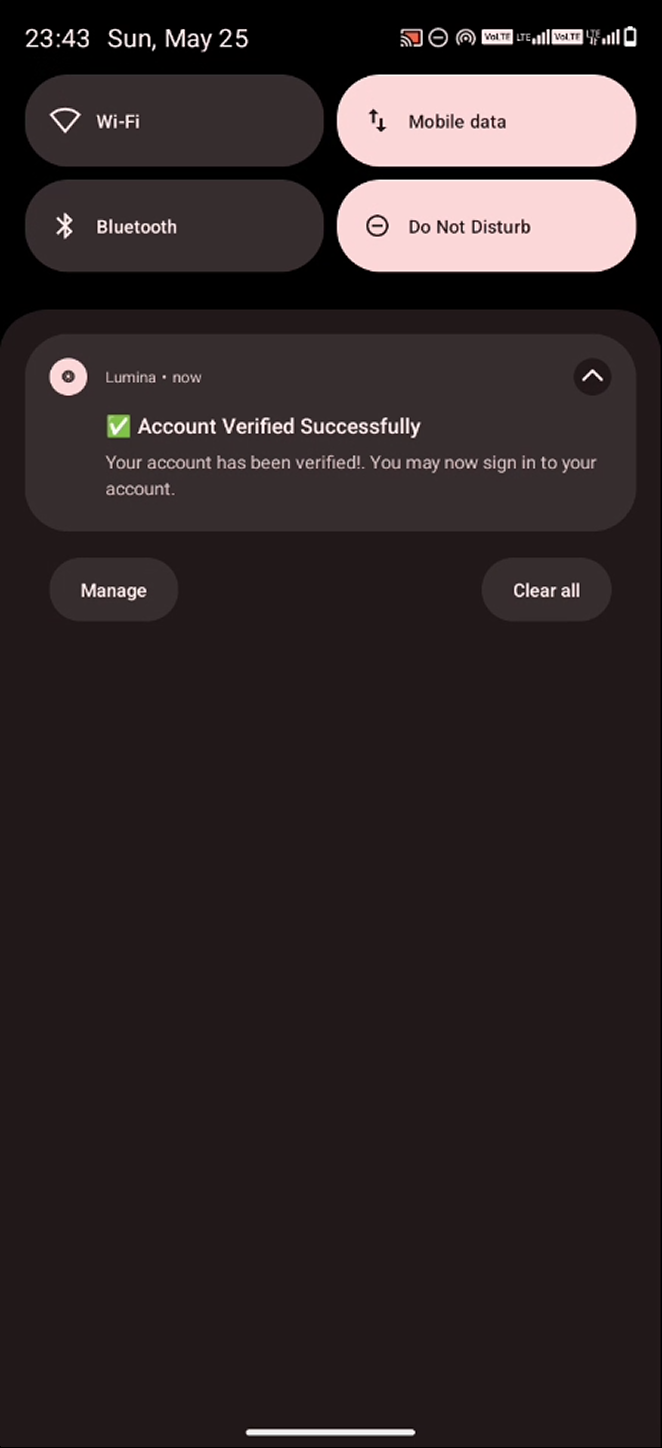 23:43 Sun, May 25
VoLTE LTE VoLTE LTE
Wi-Fi
Mobile data
Bluetooth
Do Not Disturb
Lumina • now
✅ Account Verified Successfully
Your account has been verified!. You may now sign in to your
account.
Manage
Clear all